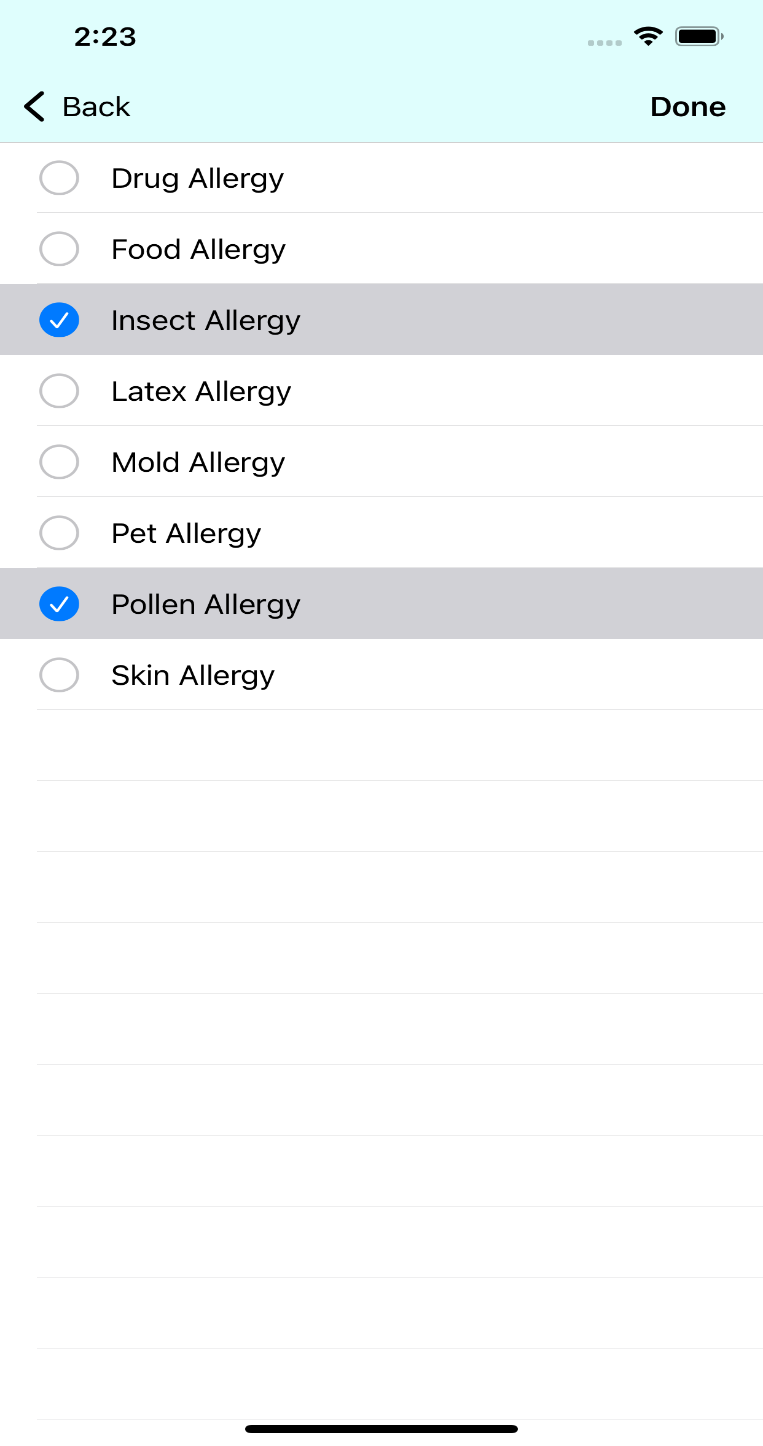 2:23
Back
Done
Drug Allergy
Food Allergy
Insect Allergy
Latex Allergy
Mold Allergy
Pet Allergy
Pollen Allergy
Skin Allergy